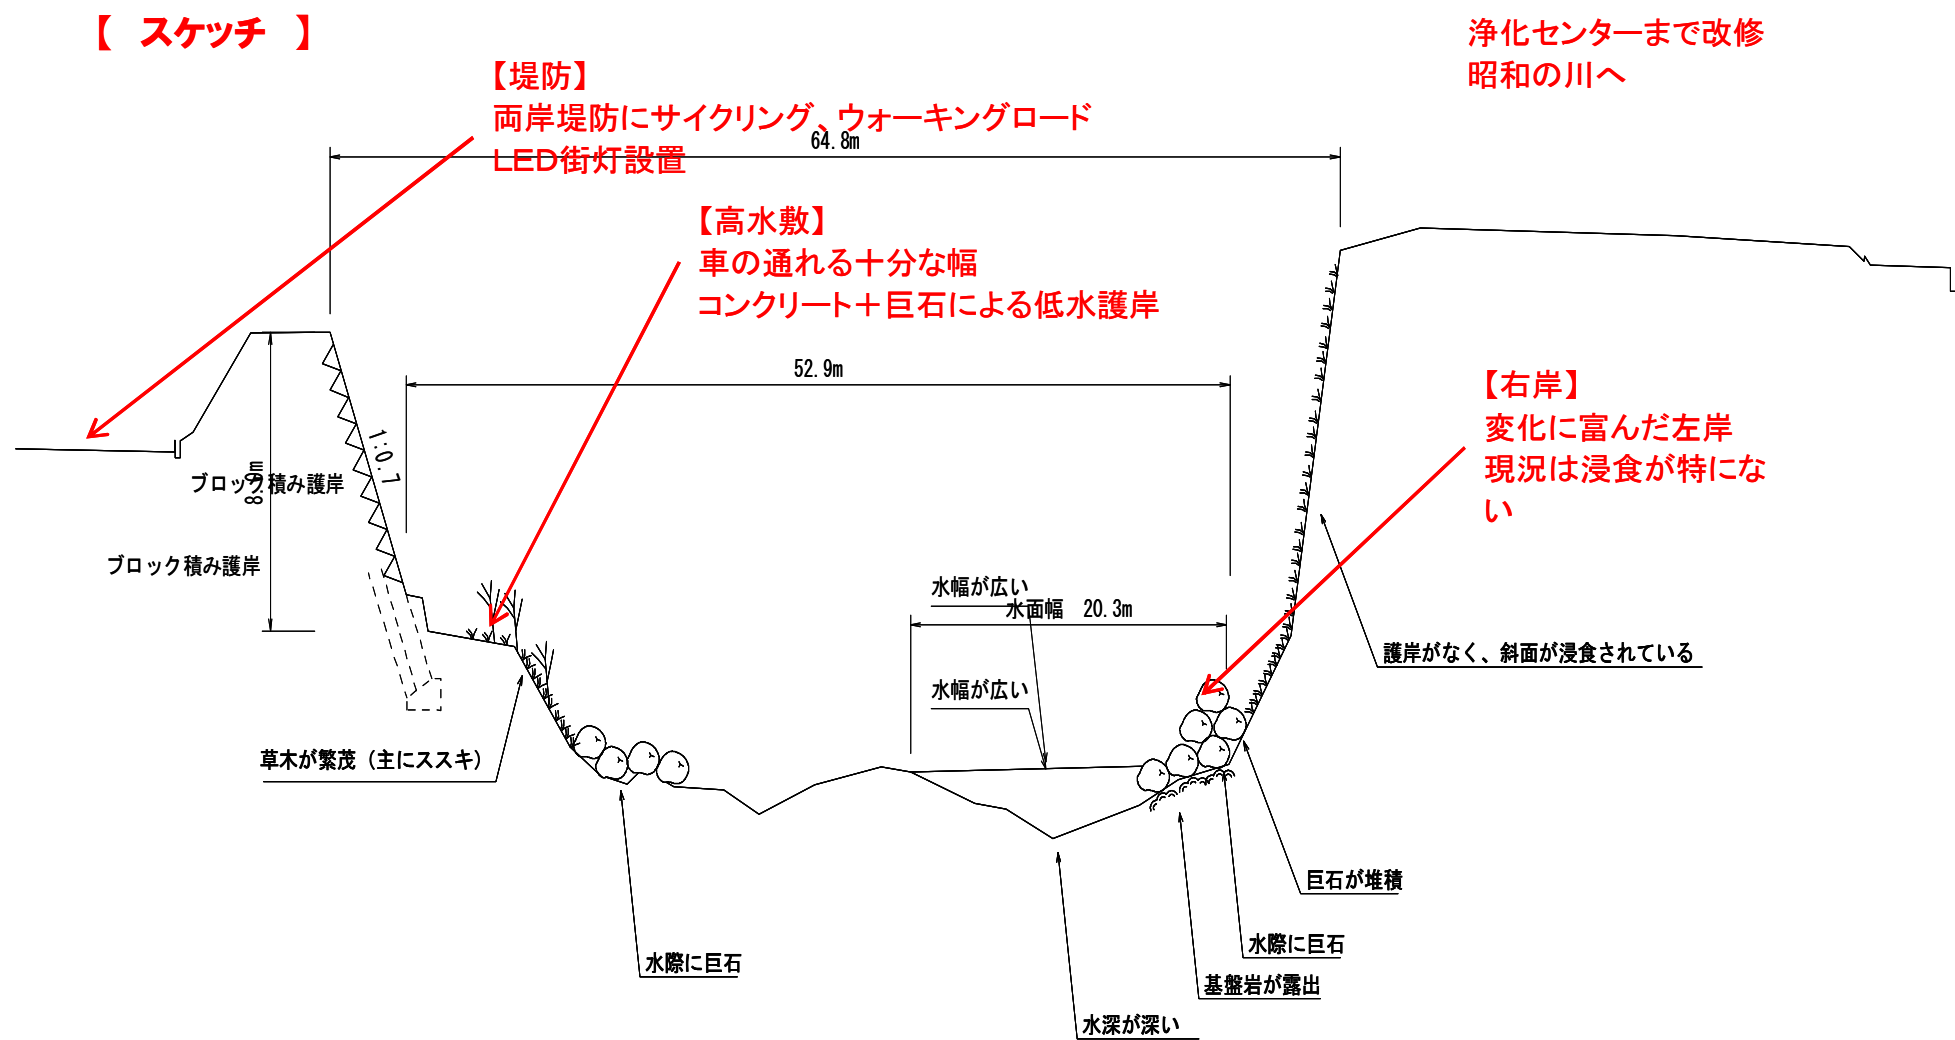 【 スケッチ 】
浄化センターまで改修
昭和の川へ
【堤防】
両岸堤防にサイクリング、ウォーキングロード
LED街灯設置
64.8m
【高水敷】
車の通れる十分な幅
コンクリート＋巨石による低水護岸
52.9m
【右岸】
変化に富んだ左岸
現況は浸食が特にな
い
1:0.7
8.9m
ブロック積み護岸
ブロック積み護岸
水幅が広い
水面幅 20.3m
護岸がなく、斜面が浸食されている
水幅が広い
草木が繁茂（主にススキ）
巨石が堆積
水際に巨石
水際に巨石
基盤岩が露出
水深が深い